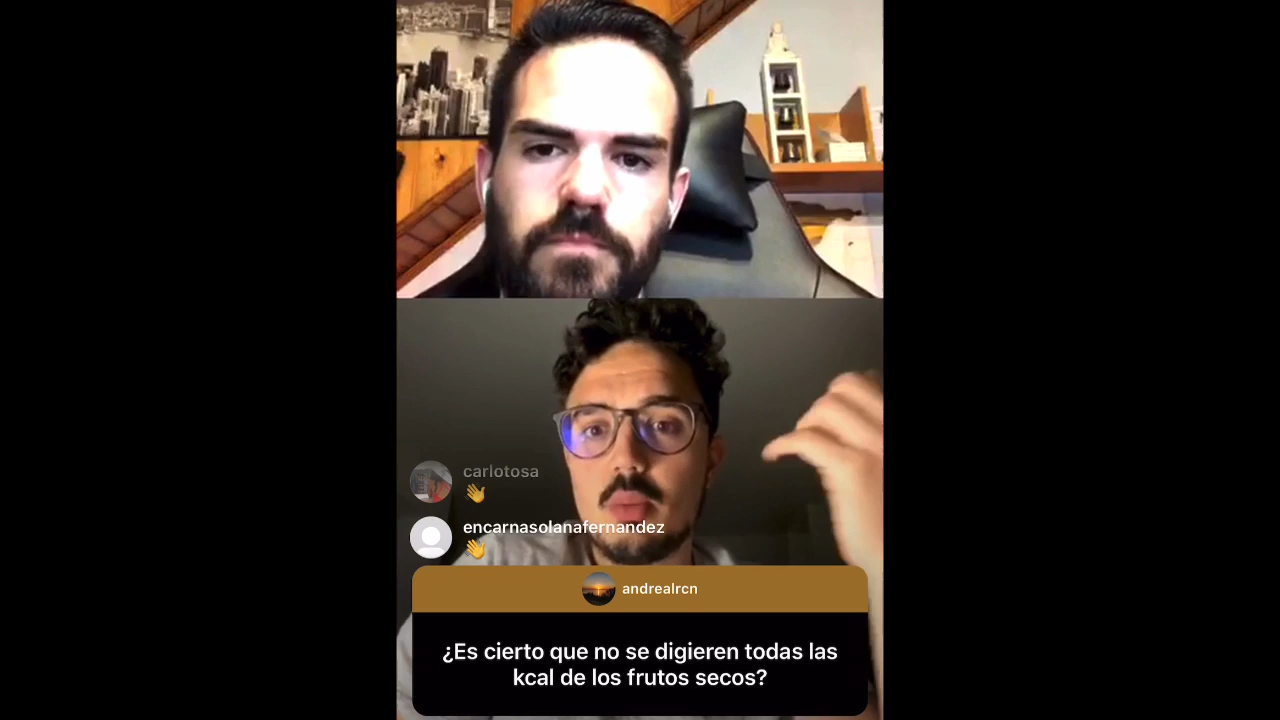 carlotosa
👋
encarnasolanafernandez
👋
andrealrcn
¿Es cierto que no se digieren todas las
kcal de los frutos secos?